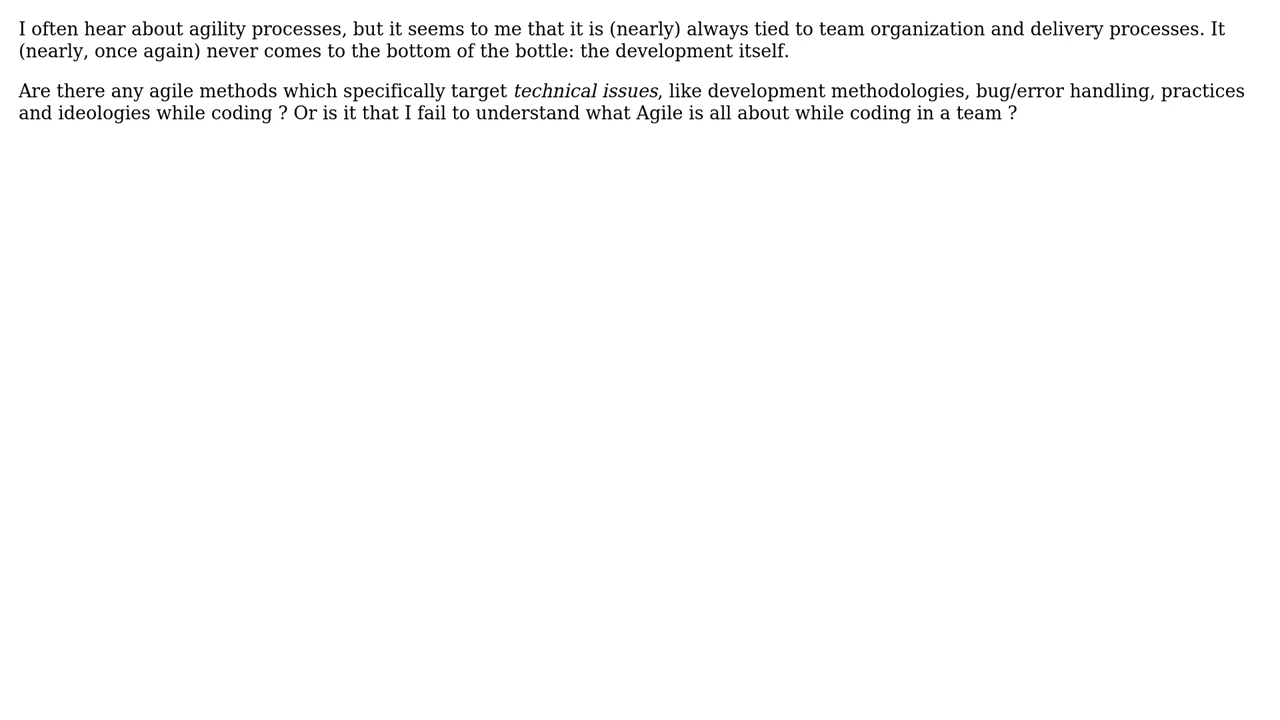 I often hear about agility processes, but it seems to me that it is (nearly) always tied to team organization and delivery processes. It
(nearly, once again) never comes to the bottom of the bottle: the development itself.
Are there any agile methods which specifically target technical issues, like development methodologies, bug/error handling, practices
and ideologies while coding ? Or is it that I fail to understand what Agile is all about while coding in a team ?